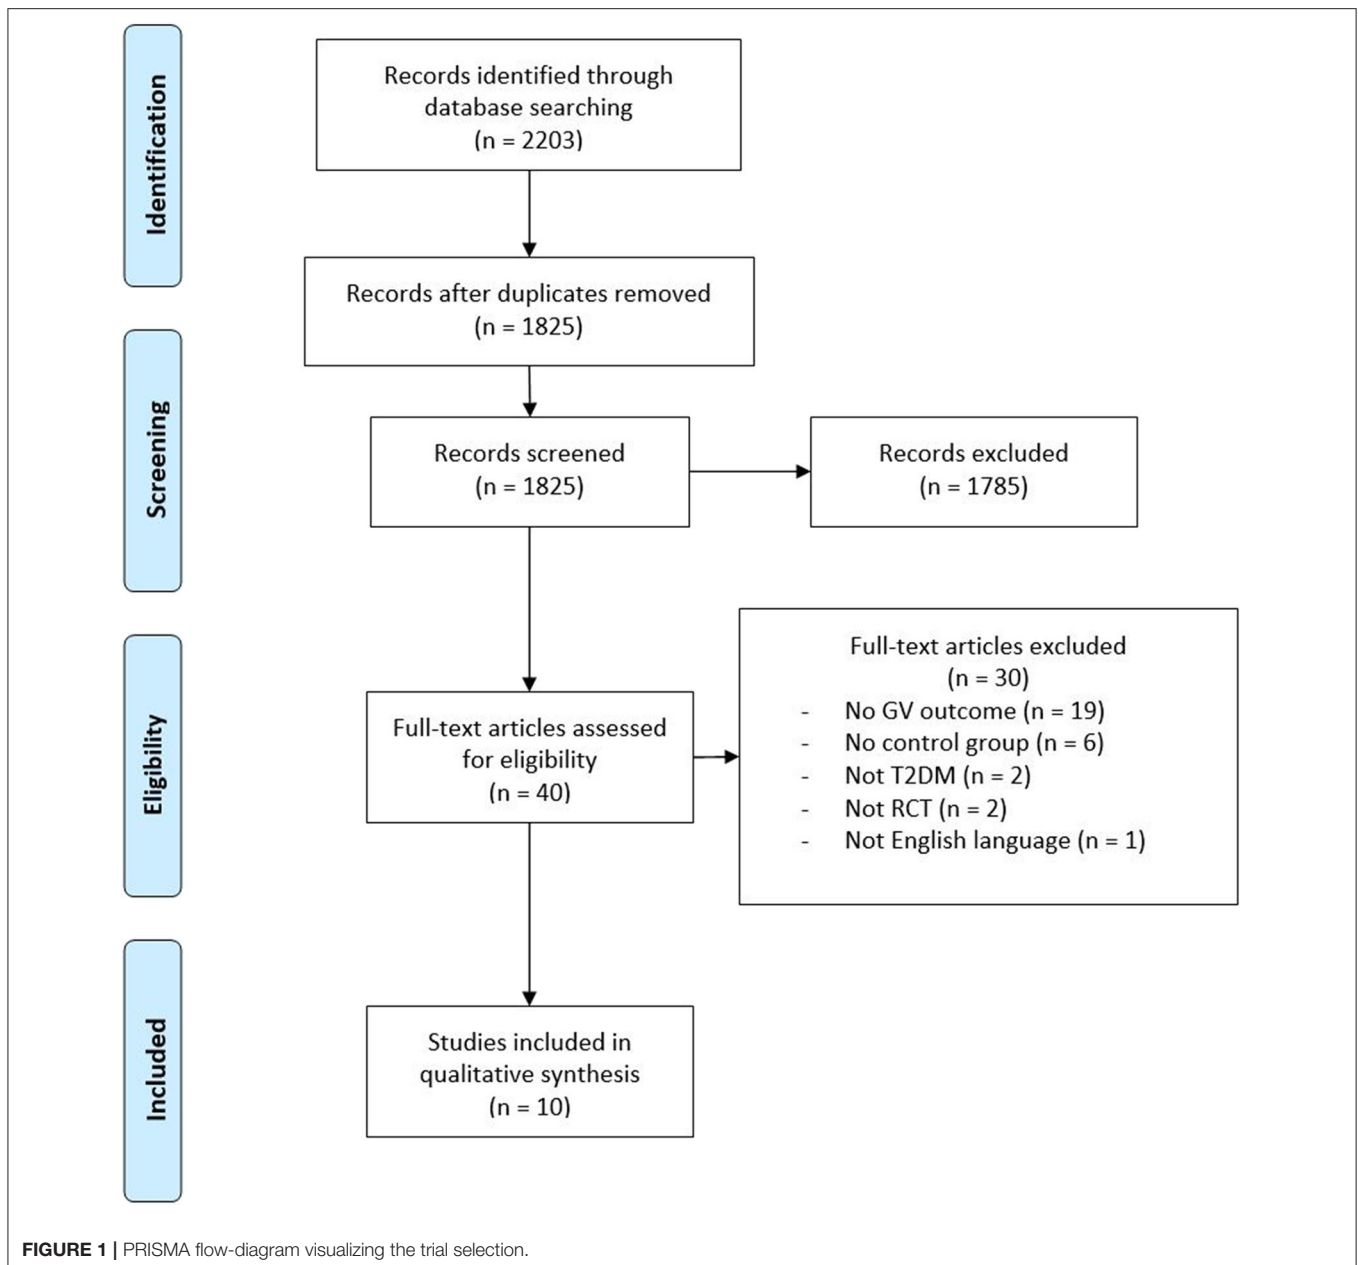 Identification
Records identified through
database searching
(n = 2203)
Records after duplicates removed
(n = 1825)
Screening
Records screened
(n = 1825)
Records excluded
(n = 1785)
Eligibility
Full-text articles assessed
for eligibility
(n = 40)
Full-text articles excluded
(n = 30)
- No GV outcome (n = 19)
- No control group (n = 6)
- Not T2DM (n = 2)
- Not RCT (n = 2)
- Not English language (n = 1)
Included
Studies included in
qualitative synthesis
(n = 10)
FIGURE 1 | PRISMA flow-diagram visualizing the trial selection.